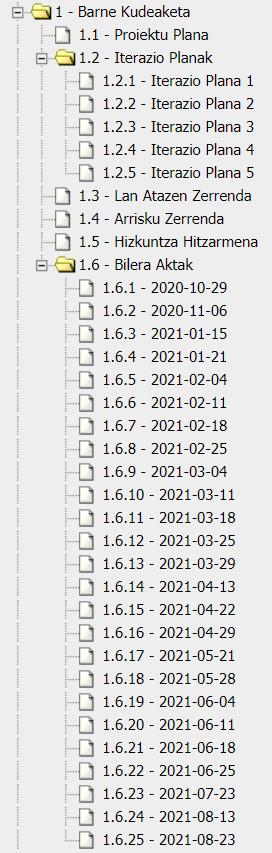 1 - Barne Kudeaketa
1.1 - Proiektu Plana
1.2 - Iterazio Planak
1.2.1 - Iterazio Plana 1
1.2.2 - Iterazio Plana 2
1.2.3 - Iterazio Plana 3
1.2.4 - Iterazio Plana 4
1.2.5 - Iterazio Plana 5
1.3 - Lan Atazen Zerrenda
1.4 - Arrisku Zerrenda
1.5 - Hizkuntza Hitzarmena
1.6 - Bilera Aktak
1.6.1 - 2020-10-29
1.6.2 - 2020-11-06
1.6.3 - 2021-01-15
1.6.4 - 2021-01-21
1.6.5 - 2021-02-04
1.6.6 - 2021-02-11
1.6.7 - 2021-02-18
1.6.8 - 2021-02-25
1.6.9 - 2021-03-04
1.6.10 - 2021-03-11
1.6.11 - 2021-03-18
1.6.12 - 2021-03-25
1.6.13 - 2021-03-29
1.6.14 - 2021-04-13
1.6.15 - 2021-04-22
1.6.16 - 2021-04-29
1.6.17 - 2021-05-21
1.6.18 - 2021-05-28
1.6.19 - 2021-06-04
1.6.20 - 2021-06-11
1.6.21 - 2021-06-18
1.6.22 - 2021-06-25
1.6.23 - 2021-07-23
1.6.24 - 2021-08-13
1.6.25 - 2021-08-23